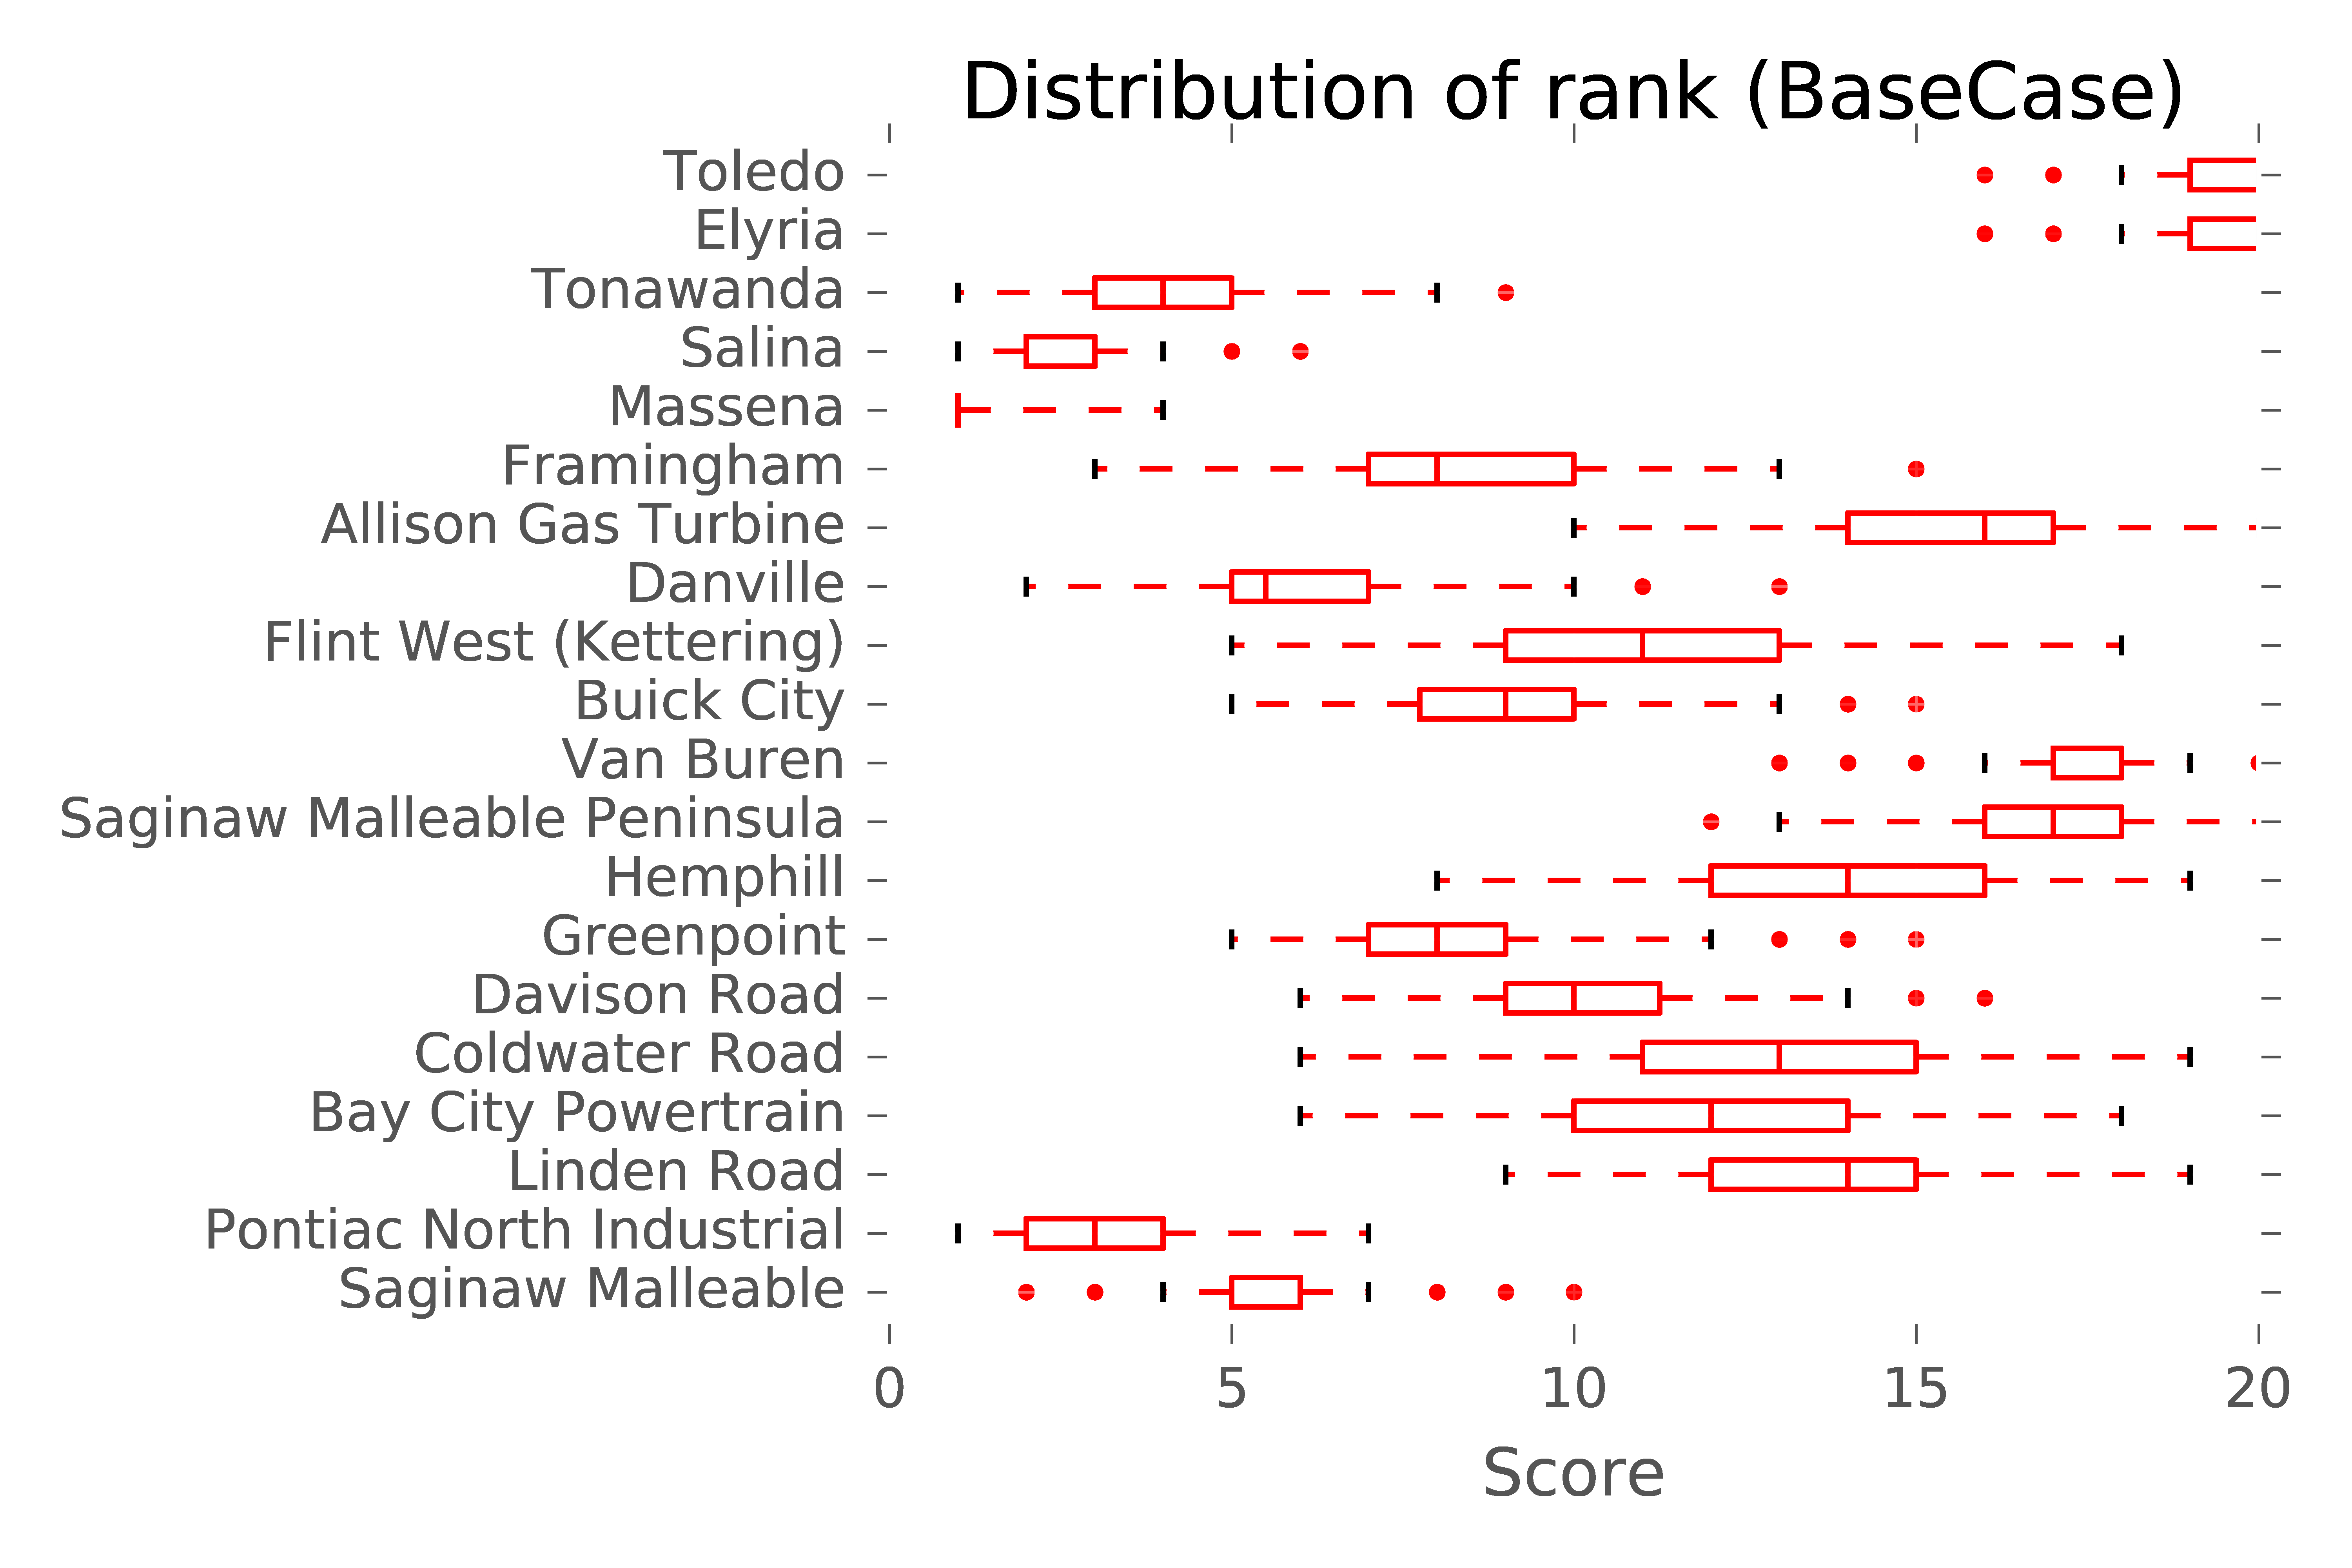 Distribution of rank (BaseCase)
Toledo
Elyria
Tonawanda
Salina
Massena
Framingham
Allison Gas Turbine
Danville
Flint West (Kettering)
Buick City
Van Buren
Saginaw Malleable Peninsula
Hemphill
Greenpoint
Davison Road
Coldwater Road
Bay City Powertrain
Linden Road
Pontiac North Industrial
Saginaw Malleable
0 5 10 15 20
Score